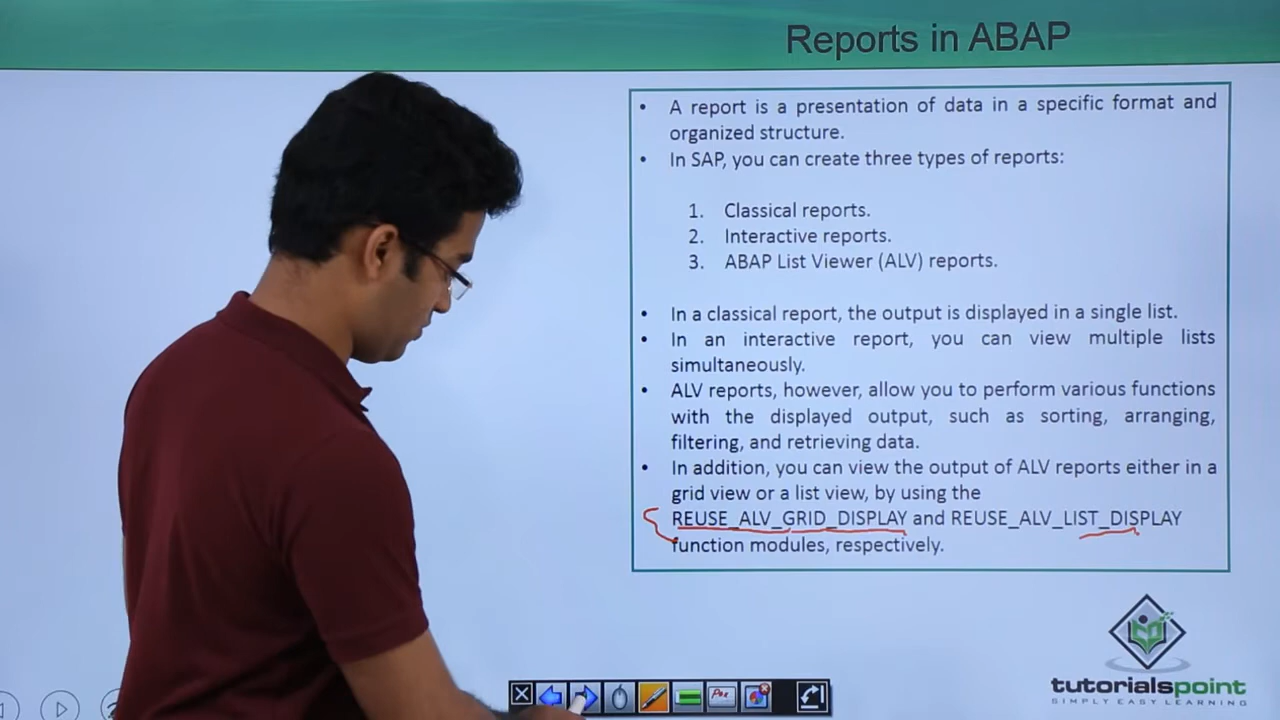 Reports in ABAP
• A report is a presentation of data in a specific format and
organized structure.
• In SAP, you can create three types of reports:
1. Classical reports.
2. Interactive reports.
3. ABAP List Viewer (ALV) reports.
• In a classical report, the output is displayed in a single list.
• In an interactive report, you can view multiple lists
simultaneously.
• ALV reports, however, allow you to perform various functions
with the displayed output, such as sorting, arranging,
filtering, and retrieving data.
• In addition, you can view the output of ALV reports either in a
grid view or a list view, by using the
REUSE_ALV_GRID_DISPLAY and REUSE_ALV_LIST_DISPLAY
function modules, respectively.
tutorialspoint
SIMPLY EASY LEARNING